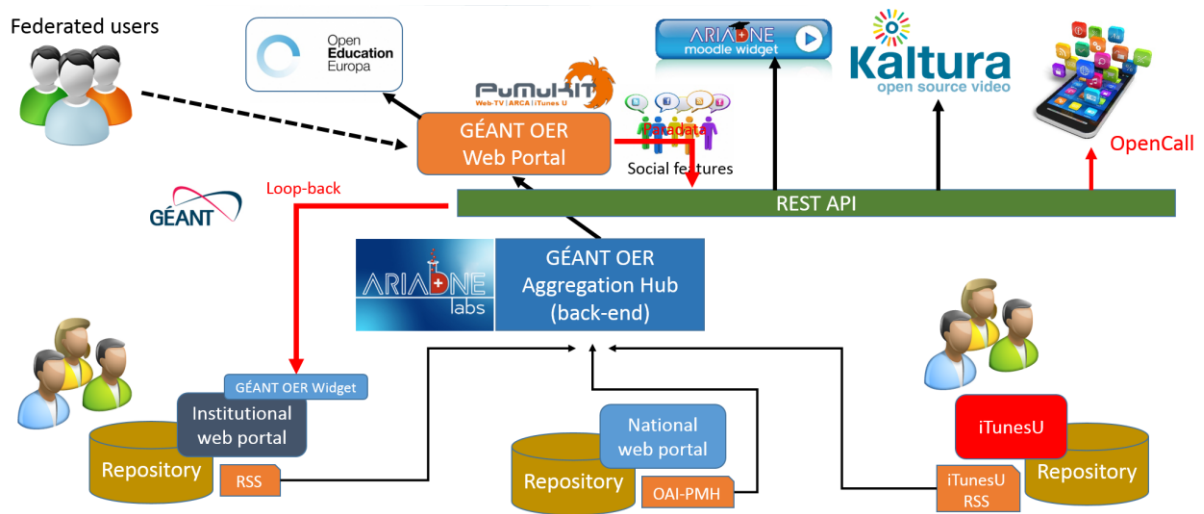 Federated users
Open
Education
Europa
PuMuKIT
Web-TV | ARCA | iTunes U
ARIADNE
moodle widget
Kaltura
open source video
GÉANT OER
Web Portal
Paradata
Social features
OpenCall
Loop-back
GÉANT
REST API
ARIADNE
labs
GÉANT OER
Aggregation Hub
(back-end)
GÉANT OER Widget
Institutional
web portal
Repository
RSS
National
web portal
Repository
OAI-PMH
iTunesU
Repository
iTunesU
RSS